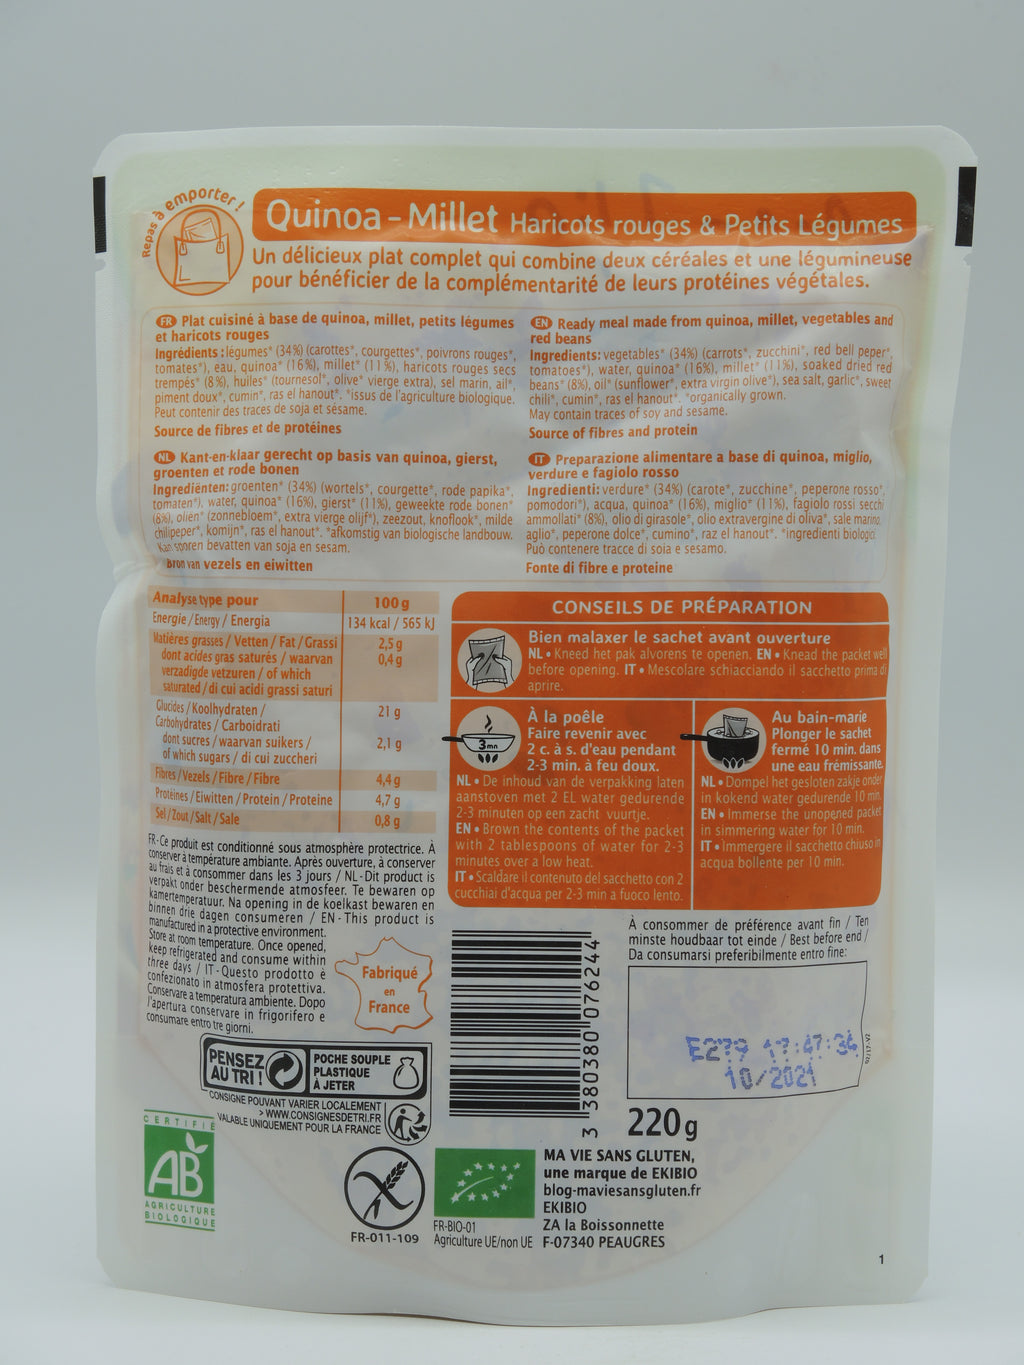 Repas à emporter !
Quinoa - Millet Haricots rouges & Petits Légumes
Un délicieux plat complet qui combine deux céréales et une légumineuse
pour bénéficier de la complémentarité de leurs protéines végétales.
FR Plat cuisiné à base de quinoa, millet, petits légumes
et haricots rouges
Ingrédients : légumes* (34%) (carottes*, courgettes*, poivrons rouges*,
tomates*), eau, quinoa* (16%), millet* (11%), haricots rouges secs
trempés* (8%), huiles* (tournesol*, olive* vierge extra), sel marin, ail*,
piment doux*, cumin*, ras el hanout*. *issus de l'agriculture biologique.
Peut contenir des traces de soja et sésame.
Source de fibres et de protéines
EN Ready meal made from quinoa, millet, vegetables and
red beans
Ingredients: vegetables* (34%) (carrots*, zucchini*, red bell peper*,
tomatoes*), water, quinoa* (16%), millet* (11%), soaked dried red
beans* (8%), oil* (sunflower*, extra virgin olive*), sea salt, garlic*, sweet
chili*, cumin*, ras el hanout*. *organically grown.
May contain traces of soy and sesame.
Source of fibres and protein
NL Kant-en-klaar gerecht op basis van quinoa, gierst,
groenten et rode bonen
Ingrediënten: groenten* (34%) (wortels*, courgette*, rode papika*,
tomaten*), water, quinoa* (16%), gierst* (11%), geweekte rode bonen*
(8%), oliën* (zonnebloem*, extra vierge olijf*), zeezout, knoflook*, milde
chilipeper*, komijn*, ras el hanout*. *afkomstig van biologische landbouw.
Kan sporen bevatten van soja en sesam.
Bron van vezels en eiwitten
IT Preparazione alimentare a base di quinoa, miglio,
verdure e fagiolo rosso
Ingredienti: verdure* (34%) (carote*, zucchine*, peperone rosso*,
pomodori*), acqua, quinoa* (16%), miglio* (11%), fagiolo rossi secchi
ammollati* (8%), olio di girasole*, olio extravergine di oliva*, sale marino,
aglio*, peperone dolce*, cumino*, raz el hanout*. *ingredienti biologici.
Può contenere tracce di soia e sesamo.
Fonte di fibre e proteine
Analyse type pour 100 g
Energie / Energy / Energia 134 kcal / 565 kJ
Matières grasses / Vetten / Fat / Grassi 2,5 g
dont acides gras saturés / waarvan 0,4 g
verzadigde vetzuren / of which
saturated / di cui acidi grassi saturi
Glucides / Koolhydraten / 21 g
Carbohydrates / Carboidrati
dont sucres / waarvan suikers / 2,1 g
of which sugars / di cui zuccheri
Fibres / Vezels / Fibre / Fibre 4,4 g
Protéines / Eiwitten / Protein / Proteine 4,7 g
Sel / Zout / Salt / Sale 0,8 g
CONSEILS DE PRÉPARATION
Bien malaxer le sachet avant ouverture
NL • Kneed het pak alvorens te openen. EN • Knead the packet well
before opening. IT • Mescolare schiacciando il sacchetto prima di
aprire.
3mn
À la poêle
Faire revenir avec
2 c. à s. d'eau pendant
2-3 min. à feu doux.
NL • De inhoud van de verpakking laten
aanstoven met 2 EL water gedurende
2-3 minuten op een zacht vuurtje.
EN • Brown the contents of the packet
with 2 tablespoons of water for 2-3
minutes over a low heat.
IT • Scaldare il contenuto del sacchetto con 2
cucchiai d'acqua per 2-3 min a fuoco lento.
Au bain-marie
Plonger le sachet
fermé 10 min. dans
une eau frémissante.
NL • Dompel het gesloten zakje onder
in kokend water gedurende 10 min.
EN • Immerse the unopened packet
in simmering water for 10 min.
IT • Immergere il sacchetto chiuso in
acqua bollente per 10 min.
FR - Ce produit est conditionné sous atmosphère protectrice. À
conserver à température ambiante. Après ouverture, à conserver
au frais et à consommer dans les 3 jours / NL - Dit product is
verpakt onder beschermende atmosfeer. Te bewaren op
kamertemperatuur. Na opening in de koelkast bewaren en
binnen drie dagen consumeren / EN - This product is
manufactured in a protective environment.
Store at room temperature. Once opened,
keep refrigerated and consume within
three days / IT - Questo prodotto è
confezionato in atmosfera protettiva.
Conservare a temperatura ambiente. Dopo
l'apertura conservare in frigorifero e
consumare entro tre giorni.
Fabriqué
en
France
3 380380 076244
À consommer de préférence avant fin / Ten
minste houdbaar tot einde / Best before end /
Da consumarsi preferibilmente entro fine:
E279 17:47:34
10/2021
220g
PENSEZ
AU TRI !
POCHE SOUPLE
PLASTIQUE
À JETER
CONSIGNE POUVANT VARIER LOCALEMENT
> WWW.CONSIGNESDETRI.FR
VALABLE UNIQUEMENT POUR LA FRANCE
CERTIFIÉ
AB
AGRICULTURE
BIOLOGIQUE
FR-011-109
FR-BIO-01
Agriculture UE/non UE
MA VIE SANS GLUTEN,
une marque de EKIBIO
blog-maviesansgluten.fr
EKIBIO
ZA la Boissonnette
F-07340 PEAUGRES
1